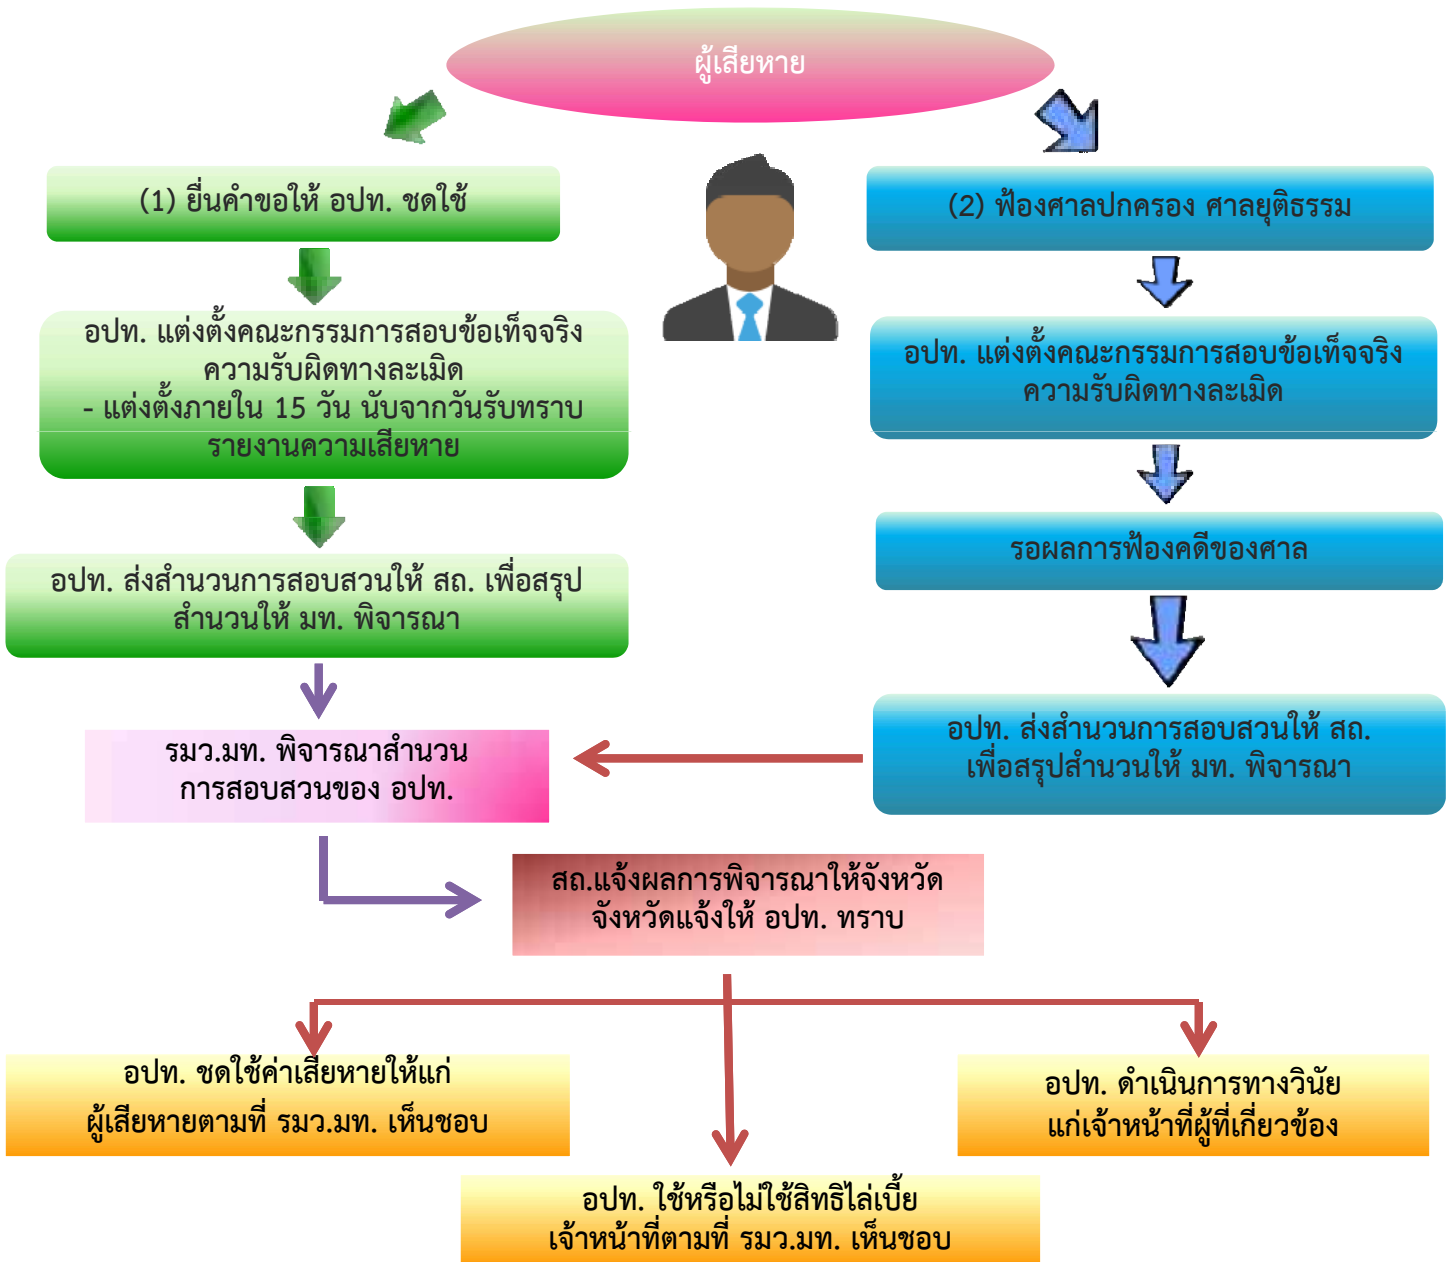 ผู้เสียหาย
(1) ยื่นคำขอให้ อปท. ชดใช้
อปท. แต่งตั้งคณะกรรมการสอบข้อเท็จจริง
ความรับผิดทางละเมิด
- แต่งตั้งภายใน 15 วัน นับจากวันรับทราบ
รายงานความเสียหาย
อปท. ส่งสำนวนการสอบสวนให้ สถ. เพื่อสรุป
สำนวนให้ มท. พิจารณา
(2) ฟ้องศาลปกครอง ศาลยุติธรรม
อปท. แต่งตั้งคณะกรรมการสอบข้อเท็จจริง
ความรับผิดทางละเมิด
รอผลการฟ้องคดีของศาล
อปท. ส่งสำนวนการสอบสวนให้ สถ.
เพื่อสรุปสำนวนให้ มท. พิจารณา
รมว.มท. พิจารณาสำนวน
การสอบสวนของ อปท.
สถ.แจ้งผลการพิจารณาให้จังหวัด
จังหวัดแจ้งให้ อปท. ทราบ
อปท. ชดใช้ค่าเสียหายให้แก่
ผู้เสียหายตามที่ รมว.มท. เห็นชอบ
อปท. ใช้หรือไม่ใช้สิทธิไล่เบี้ย
เจ้าหน้าที่ตามที่ รมว.มท. เห็นชอบ
อปท. ดำเนินการทางวินัย
แก่เจ้าหน้าที่ผู้ที่เกี่ยวข้อง